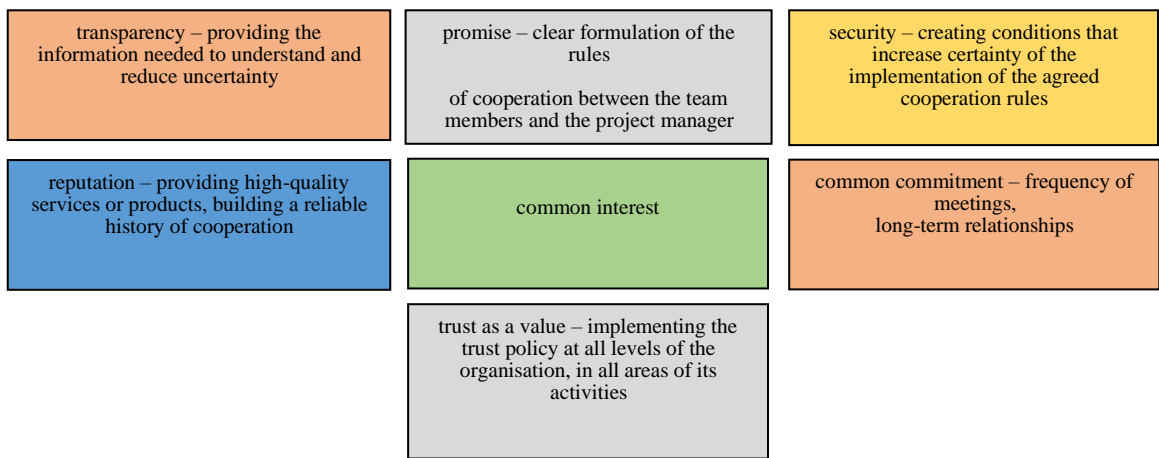 transparency – providing the
information needed to understand and
reduce uncertainty
promise – clear formulation of the
rules
of cooperation between the team
members and the project manager
security – creating conditions that
increase certainty of the
implementation of the agreed
cooperation rules
reputation – providing high-quality
services or products, building a reliable
history of cooperation
common interest
common commitment – frequency of
meetings,
long-term relationships
trust as a value – implementing the
trust policy at all levels of the
organisation, in all areas of its
activities